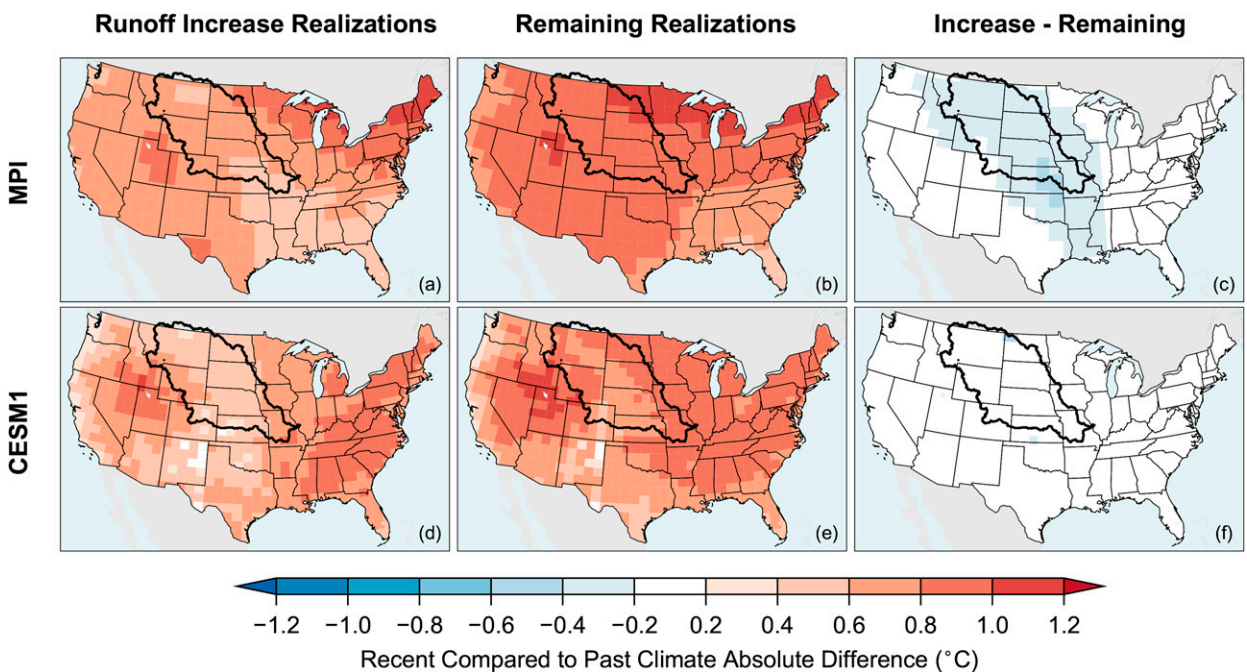 Runoff Increase Realizations
Remaining Realizations
Increase - Remaining
MPI
(a)
(b)
(c)
CESM1
(d)
(e)
(f)
−1.2 −1.0 −0.8 −0.6 −0.4 −0.2 0.2 0.4 0.6 0.8 1.0 1.2
Recent Compared to Past Climate Absolute Difference (°C)